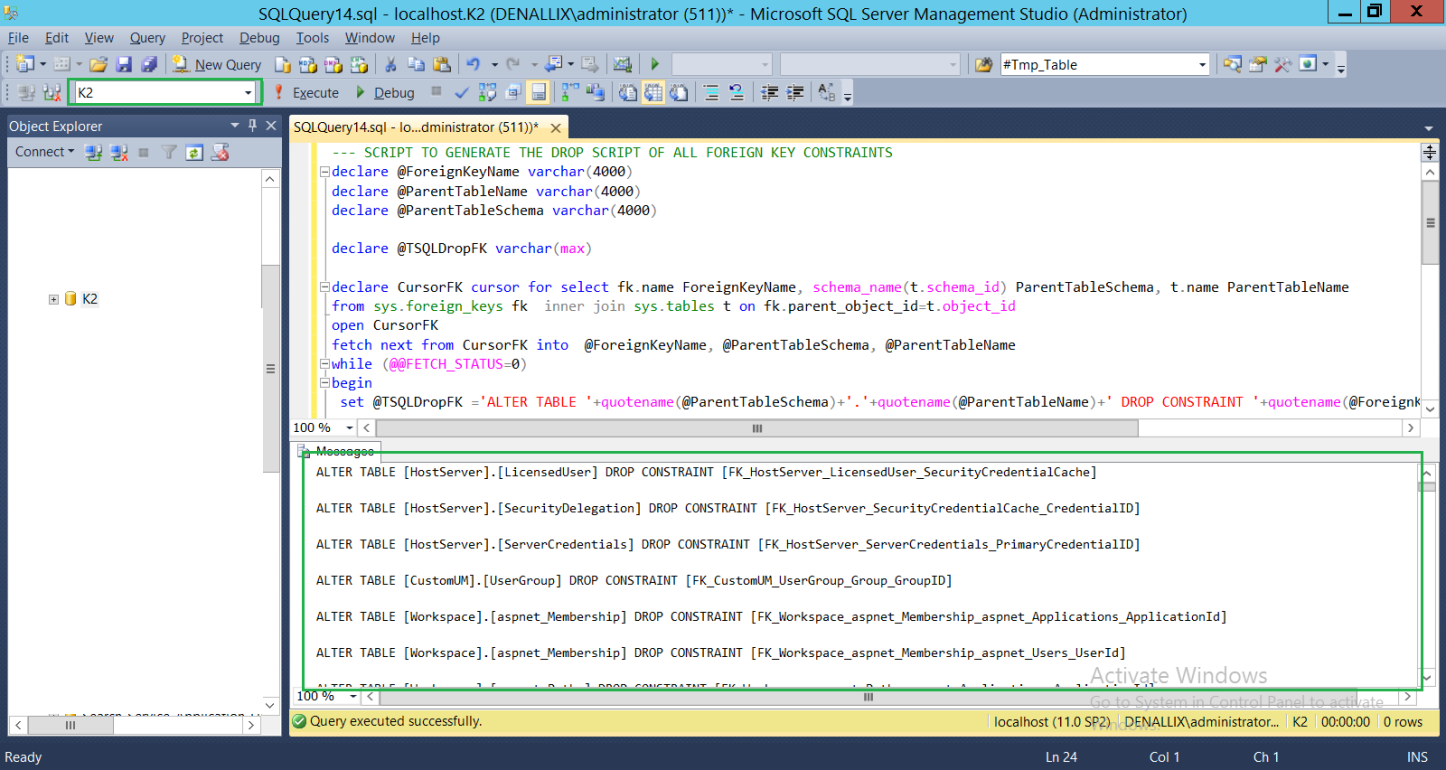 SQLQuery14.sql - localhost.K2 (DENALLIX\administrator (511))* - Microsoft SQL Server Management Studio (Administrator)
File Edit View Query Project Debug Tools Window Help
New Query #Tmp_Table
K2 Execute Debug
Object Explorer
Connect
K2
SQLQuery14.sql - lo...dministrator (511))*
--- SCRIPT TO GENERATE THE DROP SCRIPT OF ALL FOREIGN KEY CONSTRAINTS
declare @ForeignKeyName varchar(4000)
declare @ParentTableName varchar(4000)
declare @ParentTableSchema varchar(4000)
declare @TSQLDropFK varchar(max)
declare CursorFK cursor for select fk.name ForeignKeyName, schema_name(t.schema_id) ParentTableSchema, t.name ParentTableName
from sys.foreign_keys fk  inner join sys.tables t on fk.parent_object_id=t.object_id
open CursorFK
fetch next from CursorFK into  @ForeignKeyName, @ParentTableSchema, @ParentTableName
while (@@FETCH_STATUS=0)
begin
set @TSQLDropFK ='ALTER TABLE '+quotename(@ParentTableSchema)+'.'+quotename(@ParentTableName)+' DROP CONSTRAINT '+quotename(@ForeignK
100 %
Messages
ALTER TABLE [HostServer].[LicensedUser] DROP CONSTRAINT [FK_HostServer_LicensedUser_SecurityCredentialCache]
ALTER TABLE [HostServer].[SecurityDelegation] DROP CONSTRAINT [FK_HostServer_SecurityCredentialCache_CredentialID]
ALTER TABLE [HostServer].[ServerCredentials] DROP CONSTRAINT [FK_HostServer_ServerCredentials_PrimaryCredentialID]
ALTER TABLE [CustomUM].[UserGroup] DROP CONSTRAINT [FK_CustomUM_UserGroup_Group_GroupID]
ALTER TABLE [Workspace].[aspnet_Membership] DROP CONSTRAINT [FK_Workspace_aspnet_Membership_aspnet_Applications_ApplicationId]
ALTER TABLE [Workspace].[aspnet_Membership] DROP CONSTRAINT [FK_Workspace_aspnet_Membership_aspnet_Users_UserId]
Activate Windows
100 %
Go to System in Control Panel to activate
Windows.
Query executed successfully. localhost (11.0 SP2) DENALLIX\administrator... K2 00:00:00 0 rows
Ready Ln 24 Col 1 Ch 1 INS